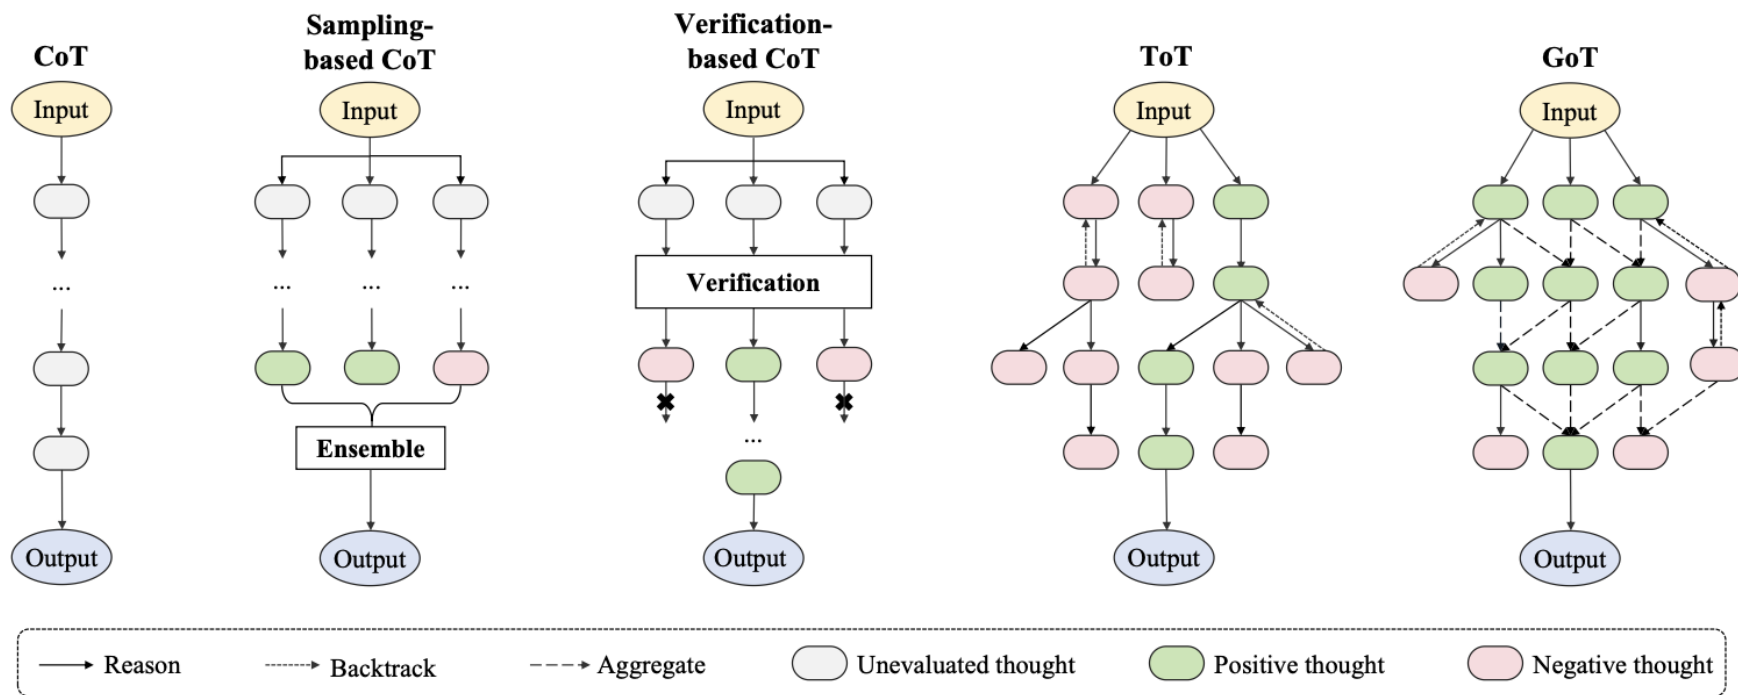 CoT
Input
...
Output
Sampling-
based CoT
Input
... ... ...
Ensemble
Output
Verification-
based CoT
Input
Verification
...
Output
ToT
Input
Output
GoT
Input
Output
Reason Backtrack Aggregate Unevaluated thought Positive thought Negative thought